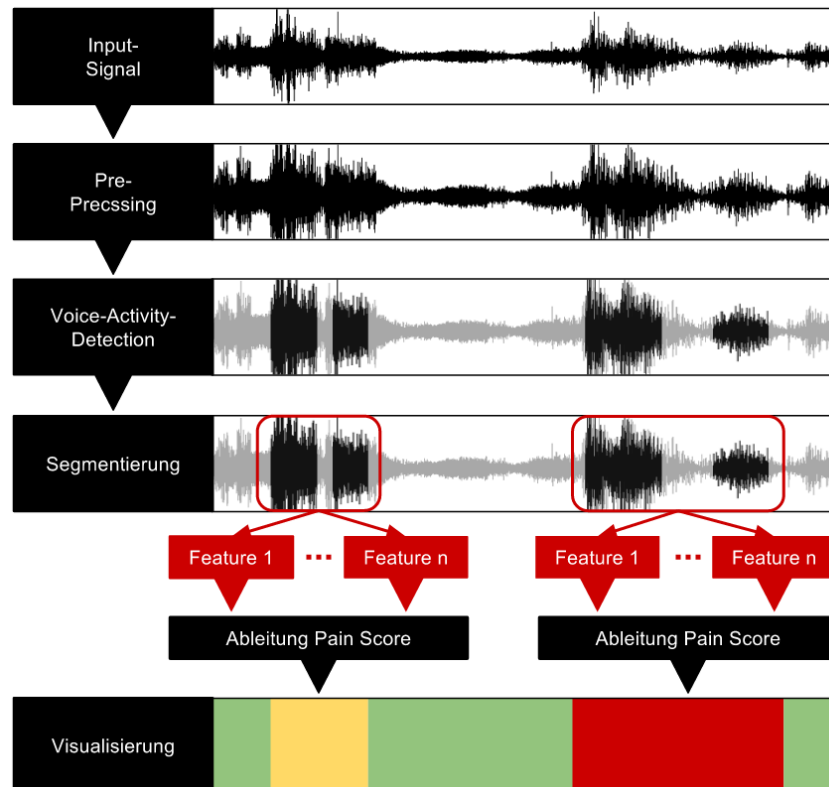 Input-
Signal
Pre-
Precssing
Voice-Activity-
Detection
Segmentierung
Feature 1
...
Feature n
Feature 1
...
Feature n
Ableitung Pain Score
Ableitung Pain Score
Visualisierung